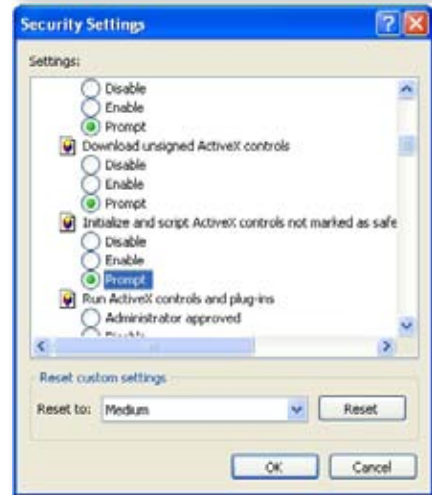 Security Settings
Settings:
Disable
Enable
Prompt
Download unsigned ActiveX controls
Disable
Enable
Prompt
Initialize and script ActiveX controls not marked as safe
Disable
Enable
Prompt
Run ActiveX controls and plug-ins
Administrator approved
Reset custom settings
Reset to: Medium Reset
OK Cancel